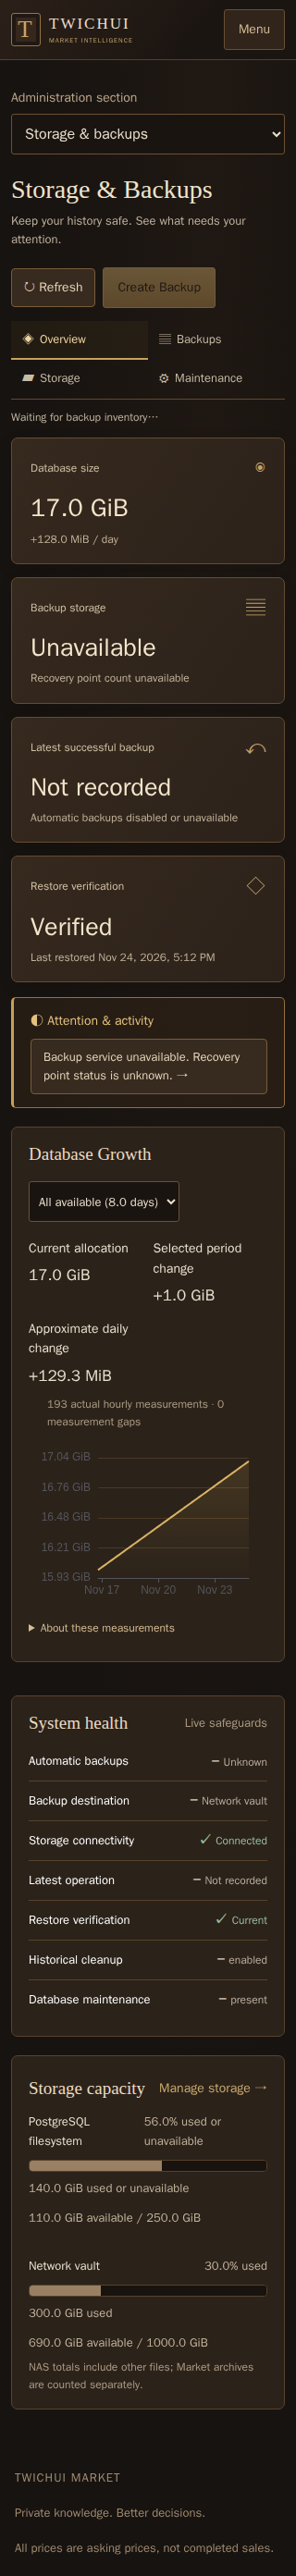 T
TWICHUI
MARKET INTELLIGENCE
Menu
Administration section
Storage & backups
Storage & Backups
Keep your history safe. See what needs your
attention.
↻ Refresh
Create Backup
Overview
Backups
Storage
Maintenance
Waiting for backup inventory···
Database size
17.0 GiB
+128.0 MiB / day
Backup storage
Unavailable
Recovery point count unavailable
Latest successful backup
Not recorded
Automatic backups disabled or unavailable
Restore verification
Verified
Last restored Nov 24, 2026, 5:12 PM
Attention & activity
Backup service unavailable. Recovery
point status is unknown. →
Database Growth
All available (8.0 days)
Current allocation
17.0 GiB
Selected period
change
+1.0 GiB
Approximate daily
change
+129.3 MiB
193 actual hourly measurements · 0
measurement gaps
17.04 GiB
16.76 GiB
16.48 GiB
16.21 GiB
15.93 GiB
Nov 17
Nov 20
Nov 23
About these measurements
System health
Live safeguards
Automatic backups
– Unknown
Backup destination
– Network vault
Storage connectivity
✓ Connected
Latest operation
– Not recorded
Restore verification
✓ Current
Historical cleanup
– enabled
Database maintenance
– present
Storage capacity
Manage storage →
PostgreSQL
filesystem
56.0% used or
unavailable
140.0 GiB used or unavailable
110.0 GiB available / 250.0 GiB
Network vault
30.0% used
300.0 GiB used
690.0 GiB available / 1000.0 GiB
NAS totals include other files; Market archives
are counted separately.
TWICHUI MARKET
Private knowledge. Better decisions.
All prices are asking prices, not completed sales.